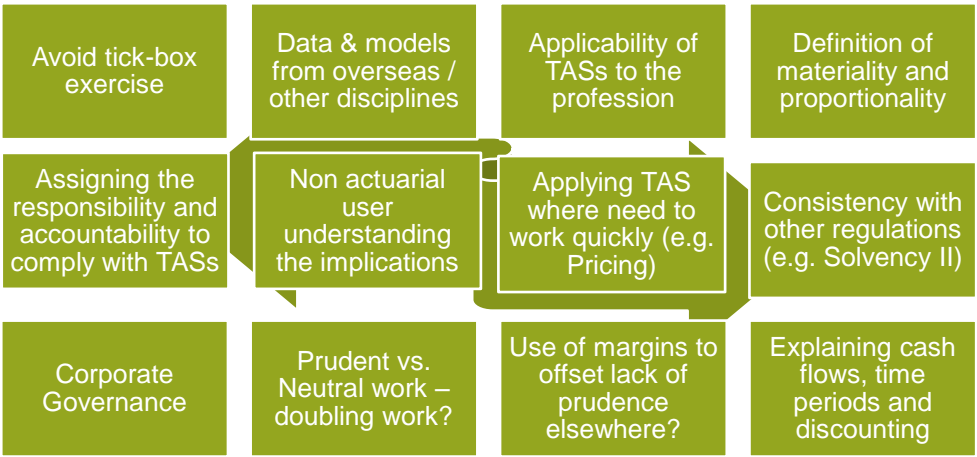 Avoid tick-box
exercise
Data & models
from overseas /
other disciplines
Applicability of
TASs to the
profession
Definition of
materiality and
proportionality
Assigning the
responsibility and
accountability to
comply with TASs
Non actuarial
user
understanding
the implications
Applying TAS
where need to
work quickly (e.g.
Pricing)
Consistency with
other regulations
(e.g. Solvency II)
Corporate
Governance
Prudent vs.
Neutral work –
doubling work?
Use of margins to
offset lack of
prudence
elsewhere?
Explaining cash
flows, time
periods and
discounting